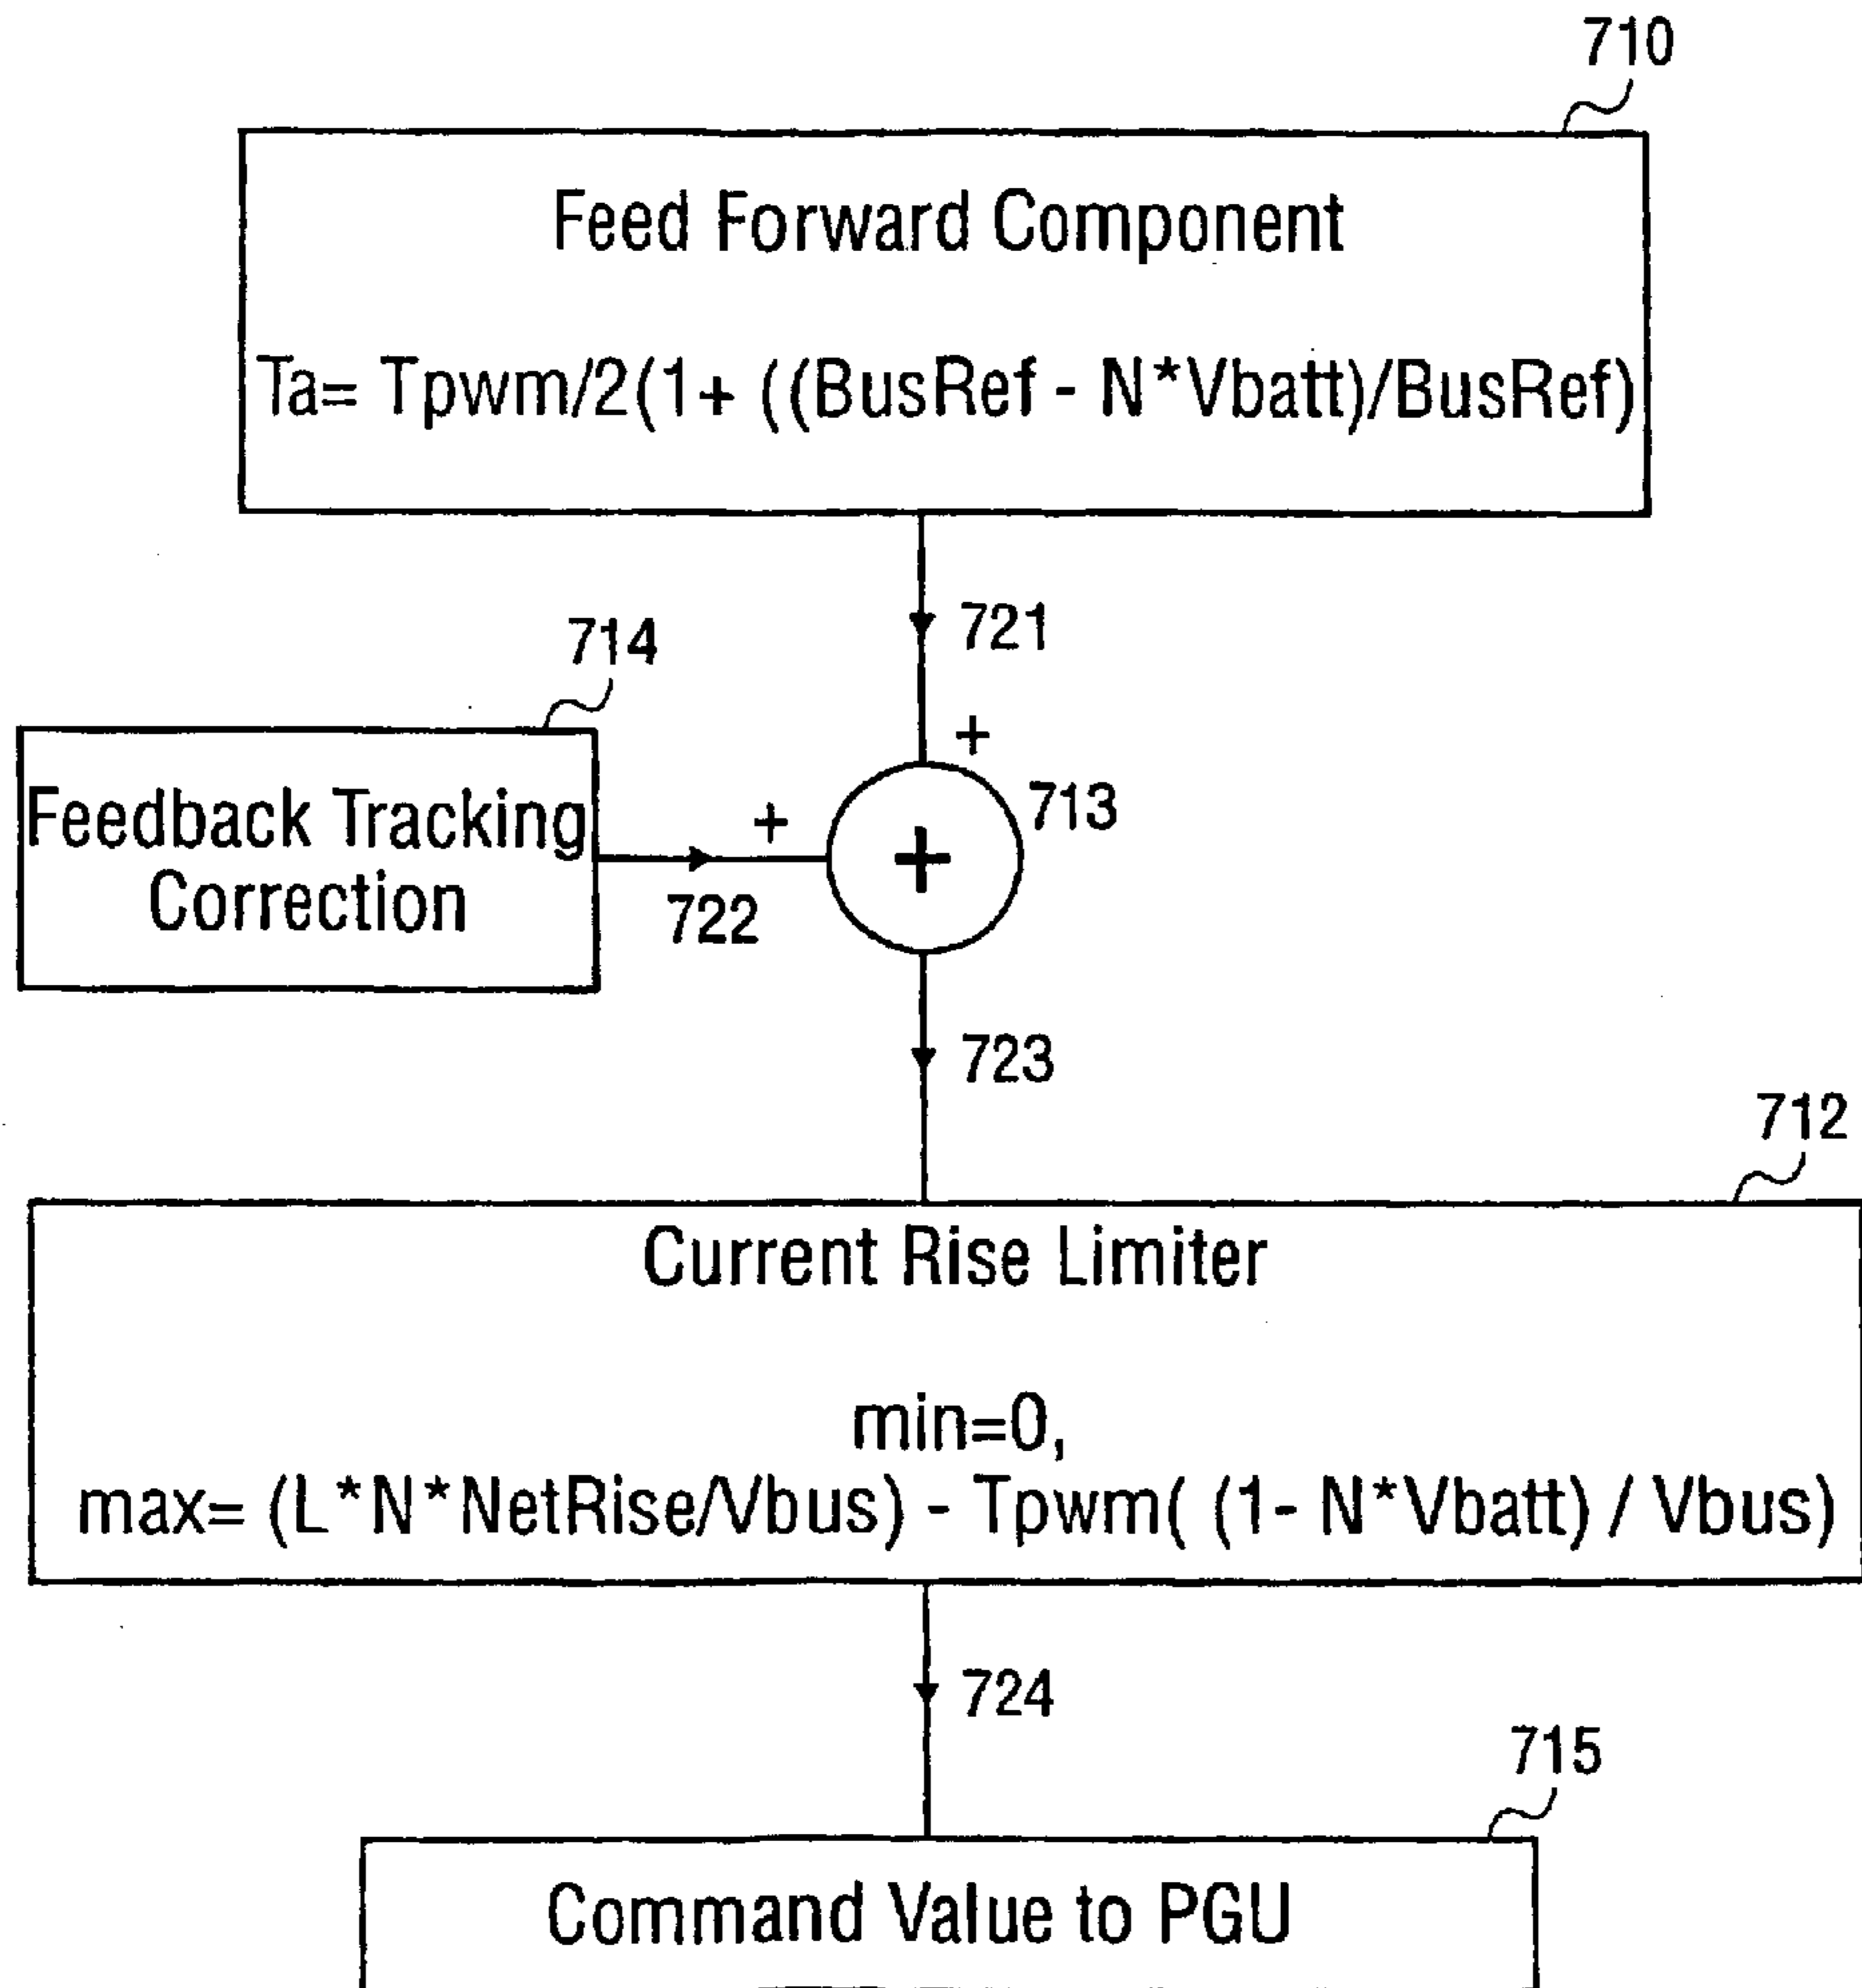 710
Feed Forward Component
Ta= Tpwm/2(1+ ((BusRef - N*Vbatt)/BusRef)
721
714
+
713
Feedback Tracking
Correction
+
+
722
723
712
Current Rise Limiter
min=0,
max= (L*N*NetRise/Vbus) - Tpwm( (1- N*Vbatt) / Vbus)
724
715
Command Value to PGU